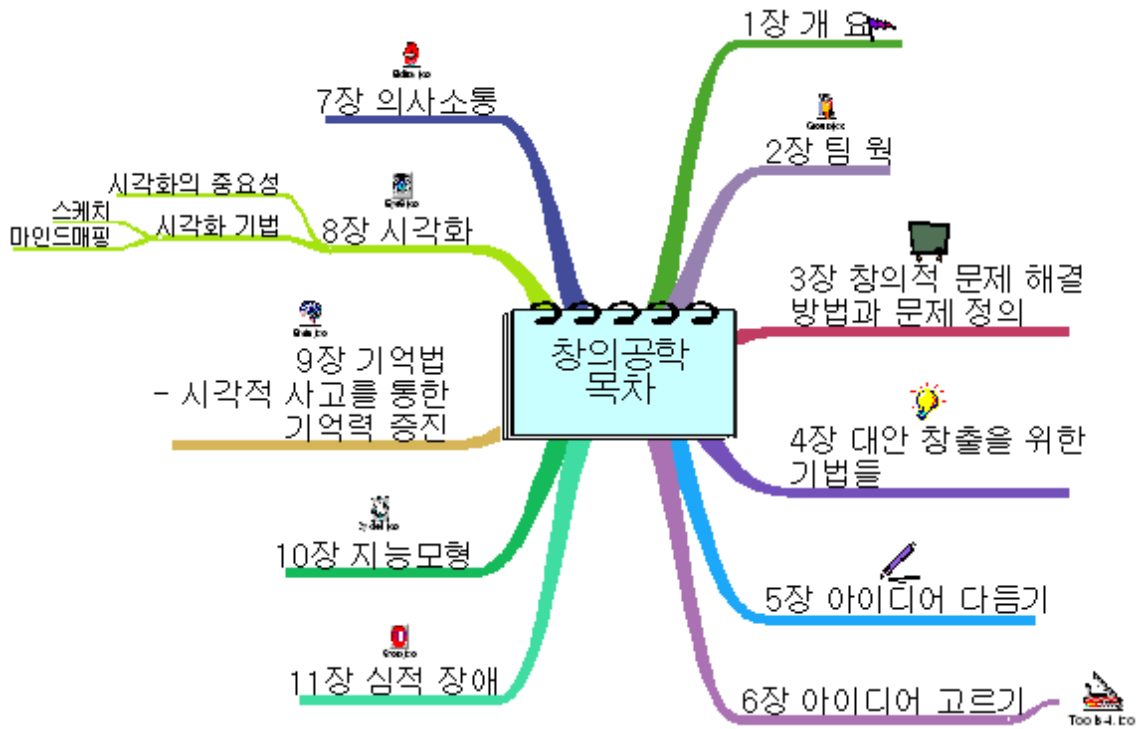 창의공학
목차
1장 개 요
2장 팀 웍
3장 창의적 문제 해결
방법과 문제 정의
4장 대안 창출을 위한
기법들
5장 아이디어 다듬기
6장 아이디어 고르기
7장 의사소통
8장 시각화
시각화의 중요성
시각화 기법
스케치
마인드매핑
9장 기억법
- 시각적 사고를 통한
기억력 증진
10장 지능모형
11장 심적 장애